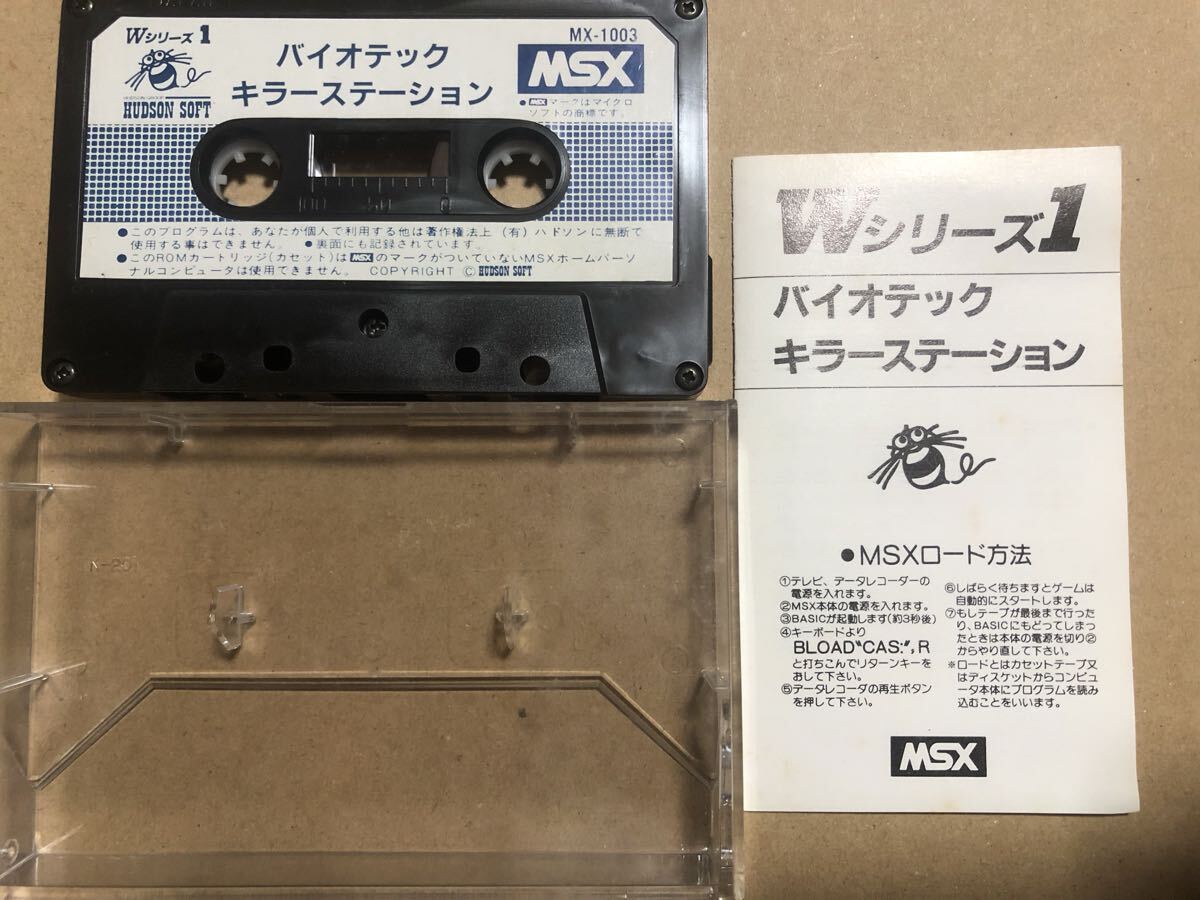 Wシリーズ1
バイオテック
キラーステーション
MX-1003
MSX
●MSXマークはマイクロ
ソフトの商標です。
HUDSON GROUP
HUDSON SOFT
100 50 0
●このプログラムは、あなたが個人で利用する他は著作権法上(有)ハドソンに無断で
使用する事はできません。 ●裏面にも記録されています。
●このROMカートリッジ(カセット)はMSXのマークがついていないMSXホームパーソ
ナルコンピュータは使用できません。 COPYRIGHT Ⓒ HUDSON SOFT
Wシリーズ1
バイオテック
キラーステーション
●MSXロード方法
①テレビ、データレコーダーの
電源を入れます。
②MSX本体の電源を入れます。
③BASICが起動します(約3秒後)
④キーボードより
BLOAD"CAS:",R
と打ちこんでリターンキーを
おして下さい。
⑤データレコーダの再生ボタン
を押して下さい。
⑥しばらく待ちますとゲームは
自動的にスタートします。
⑦もしテープが最後まで行った
り、BASICにもどってしまっ
たときは本体の電源を切り②
からやり直して下さい。
※ロードとはカセットテープ又
はディスケットからコンピュ
ータ本体にプログラムを読み
込むことをいいます。
MSX